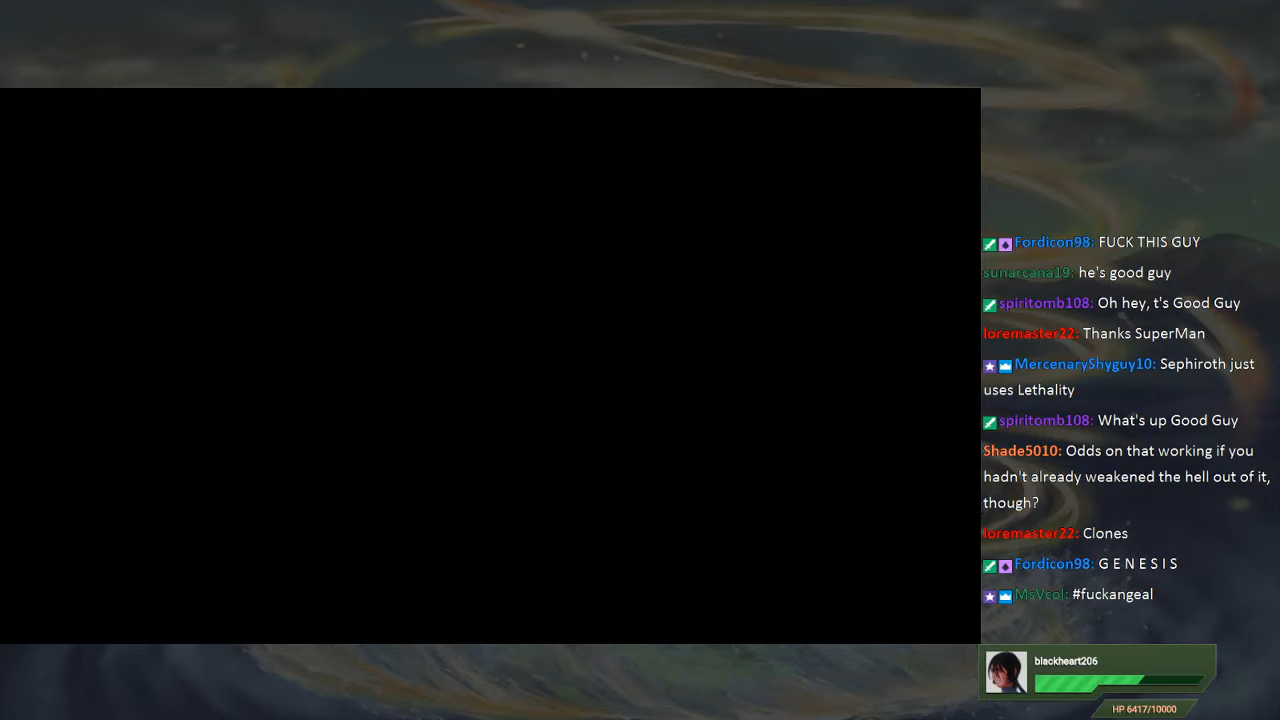 Fordicon98: FUCK THIS GUY
sunarcana19: he's good guy
spiritomb108: Oh hey, t's Good Guy
loremaster22: Thanks SuperMan
MercenaryShyguy10: Sephiroth just
uses Lethality
spiritomb108: What's up Good Guy
Shade5010: Odds on that working if you
hadn't already weakened the hell out of it,
though?
loremaster22: Clones
Fordicon98: G E N E S I S
MsVcol: #fuckangeal
blackheart206
HP 6417/10000